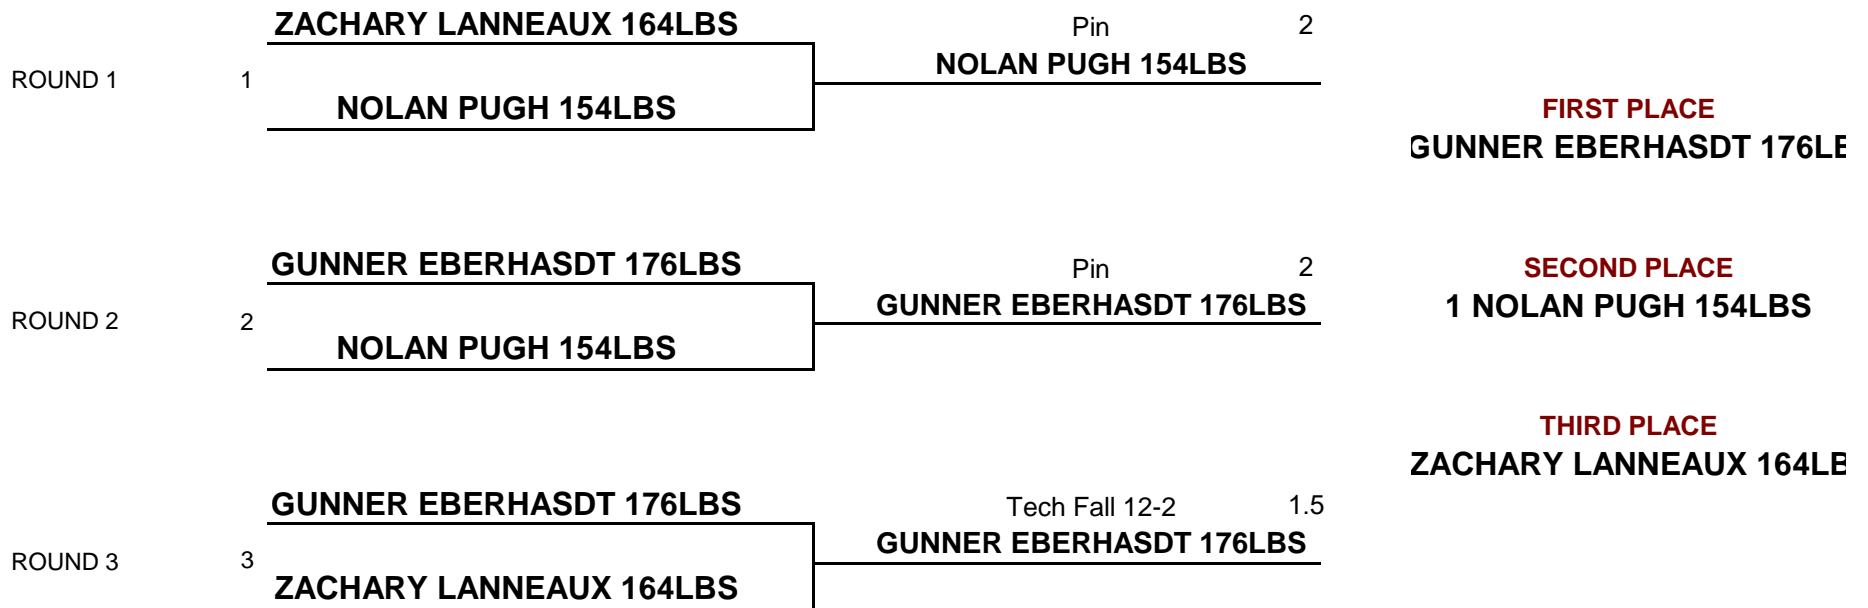 ZACHARY LANNEAUX 164LBS
Pin 2
NOLAN PUGH 154LBS
ROUND 1 1
NOLAN PUGH 154LBS
FIRST PLACE
GUNNER EBERHASDT 176LB
GUNNER EBERHASDT 176LBS
Pin 2
SECOND PLACE
GUNNER EBERHASDT 176LBS
1 NOLAN PUGH 154LBS
ROUND 2 2
NOLAN PUGH 154LBS
THIRD PLACE
ZACHARY LANNEAUX 164LB
GUNNER EBERHASDT 176LBS
Tech Fall 12-2 1.5
GUNNER EBERHASDT 176LBS
ROUND 3 3
ZACHARY LANNEAUX 164LBS